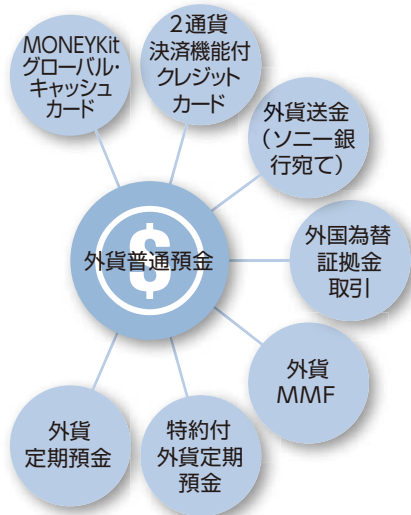 MONEYKit
グローバル・
キャッシュ
カード
2通貨
決済機能付
クレジット
カード
外貨送金
（ソニー銀
行宛て）
外国為替
証拠金
取引
外貨普通預金
$
外貨
MMF
特約付
外貨定期
預金
外貨
定期預金